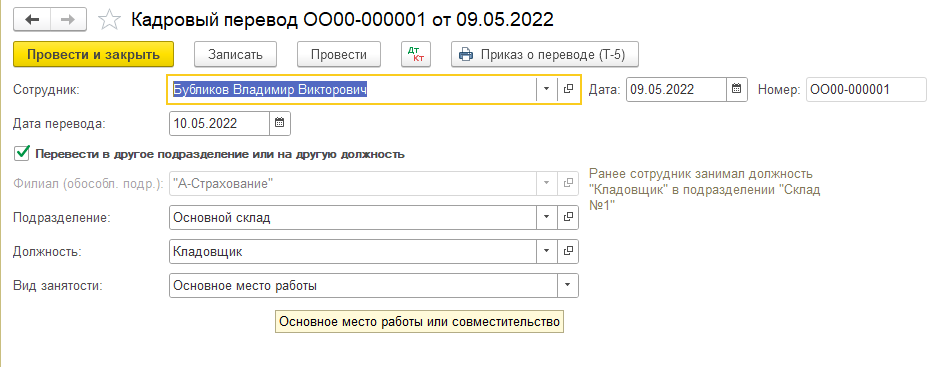 Кадровый перевод ОО00-000001 от 09.05.2022
Провести и закрыть Записать Провести Дт Кт Приказ о переводе (Т-5)
Сотрудник: Бубликов Владимир Викторович Дата: 09.05.2022 Номер: ОО00-000001
Дата перевода: 10.05.2022
Перевести в другое подразделение или на другую должность
Филиал (обособл. подр.): "А-Страхование"
Ранее сотрудник занимал должность
"Кладовщик" в подразделении "Склад
№1"
Подразделение: Основной склад
Должность: Кладовщик
Вид занятости: Основное место работы
Основное место работы или совместительство